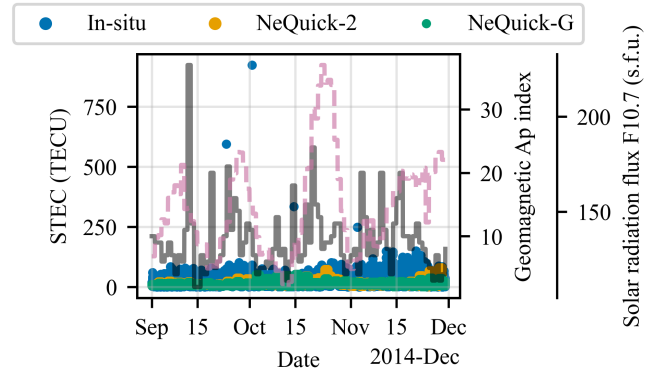 In-situ NeQuick-2 NeQuick-G
STEC (TECU)
750
500
250
0
30
20
10
Geomagnetic Ap index
200
150
Solar radiation flux F10.7 (s.f.u.)
Sep 15 Oct 15 Nov 15 Dec
Date
2014-Dec